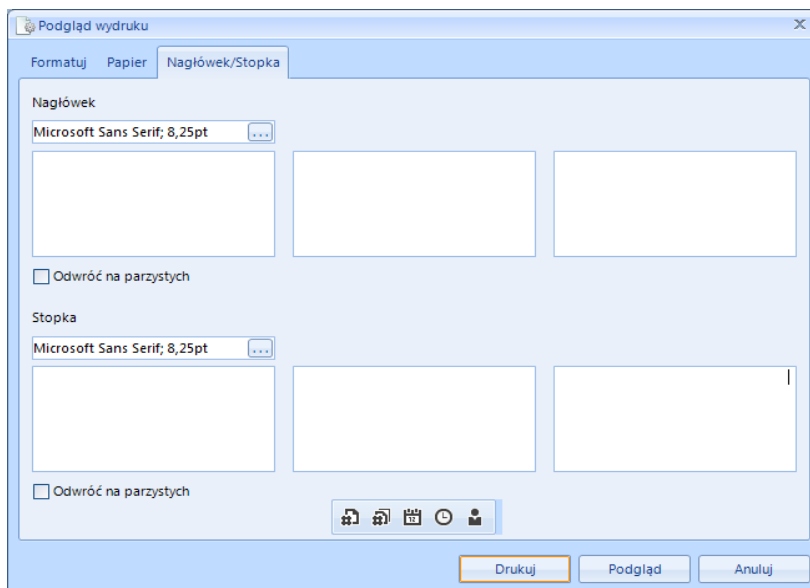 Podgląd wydruku
Formatuj Papier Nagłówek/Stopka
Nagłówek
Microsoft Sans Serif; 8,25pt ...
Odwróć na parzystych
Stopka
Microsoft Sans Serif; 8,25pt ...
Odwróć na parzystych
Drukuj Podgląd Anuluj